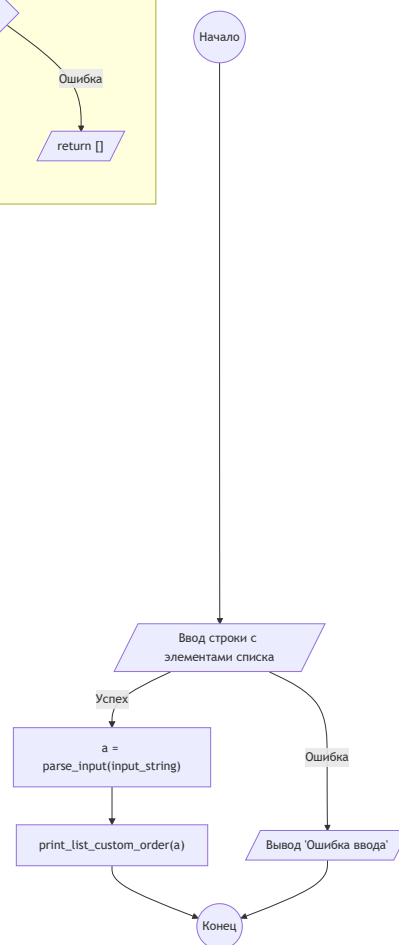 Начало
Ошибка
return []
Ввод строки с
элементами списка
Успех
a =
parse_input(input_string)
Ошибка
print_list_custom_order(a)
Вывод 'Ошибка ввода'
Конец